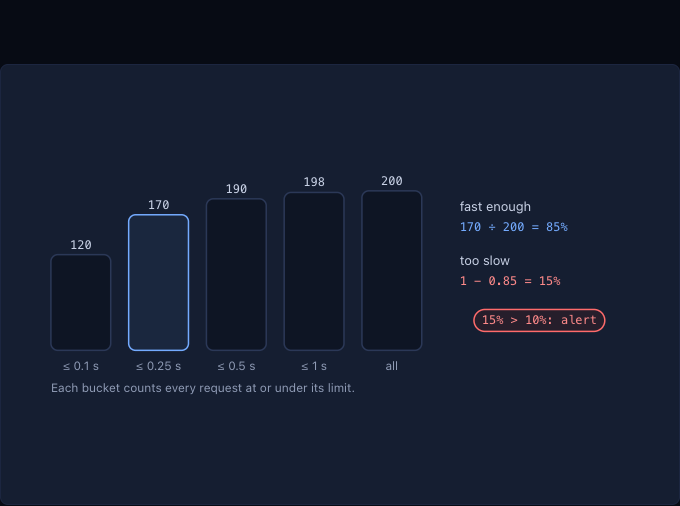 120
170
190
198
200
≤ 0.1 s
≤ 0.25 s
≤ 0.5 s
≤ 1 s
all
Each bucket counts every request at or under its limit.
fast enough
170 ÷ 200 = 85%
too slow
1 − 0.85 = 15%
15% > 10%: alert